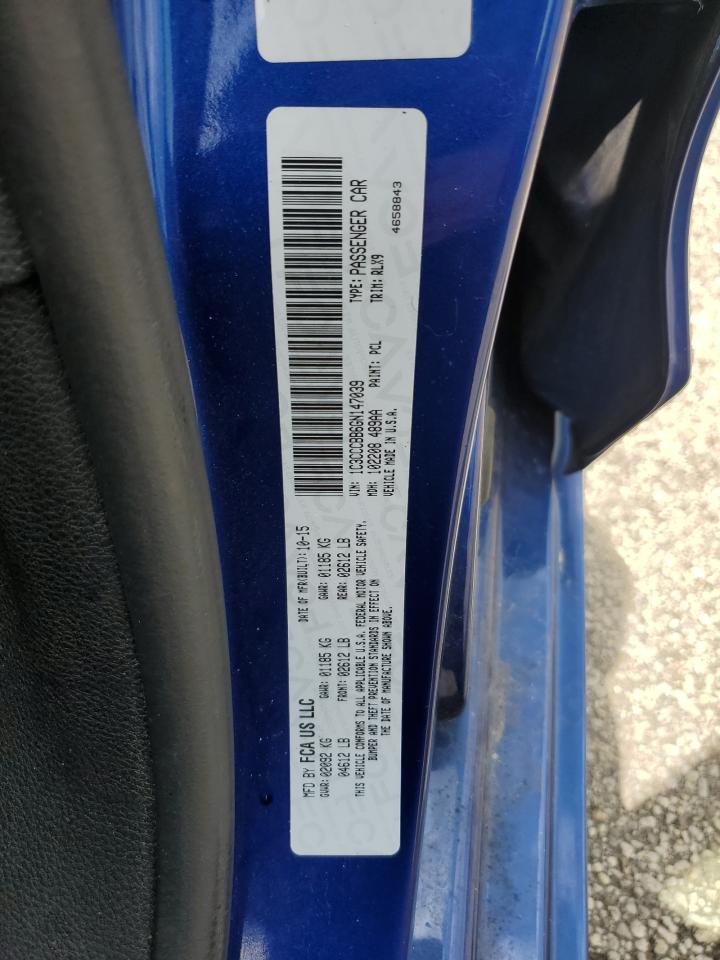 MFD BY FCA US LLC
DATE OF MFR(BUILT): 10-15
GVWR: 02092 KG
GAWR: 01185 KG
GAWR: 01185 KG
04612 LB
FRONT: 02612 LB
REAR: 02612 LB
THIS VEHICLE CONFORMS TO ALL APPLICABLE U.S.A. FEDERAL MOTOR VEHICLE SAFETY,
BUMPER AND THEFT PREVENTION STANDARDS IN EFFECT ON
THE DATE OF MANUFACTURE SHOWN ABOVE.
VIN: 1C3CCCBB6GN147039
TYPE: PASSENGER CAR
MDH: 102208 489AA
PAINT: PCL
TRIM: RLX9
VEHICLE MADE IN U.S.A.
4658843